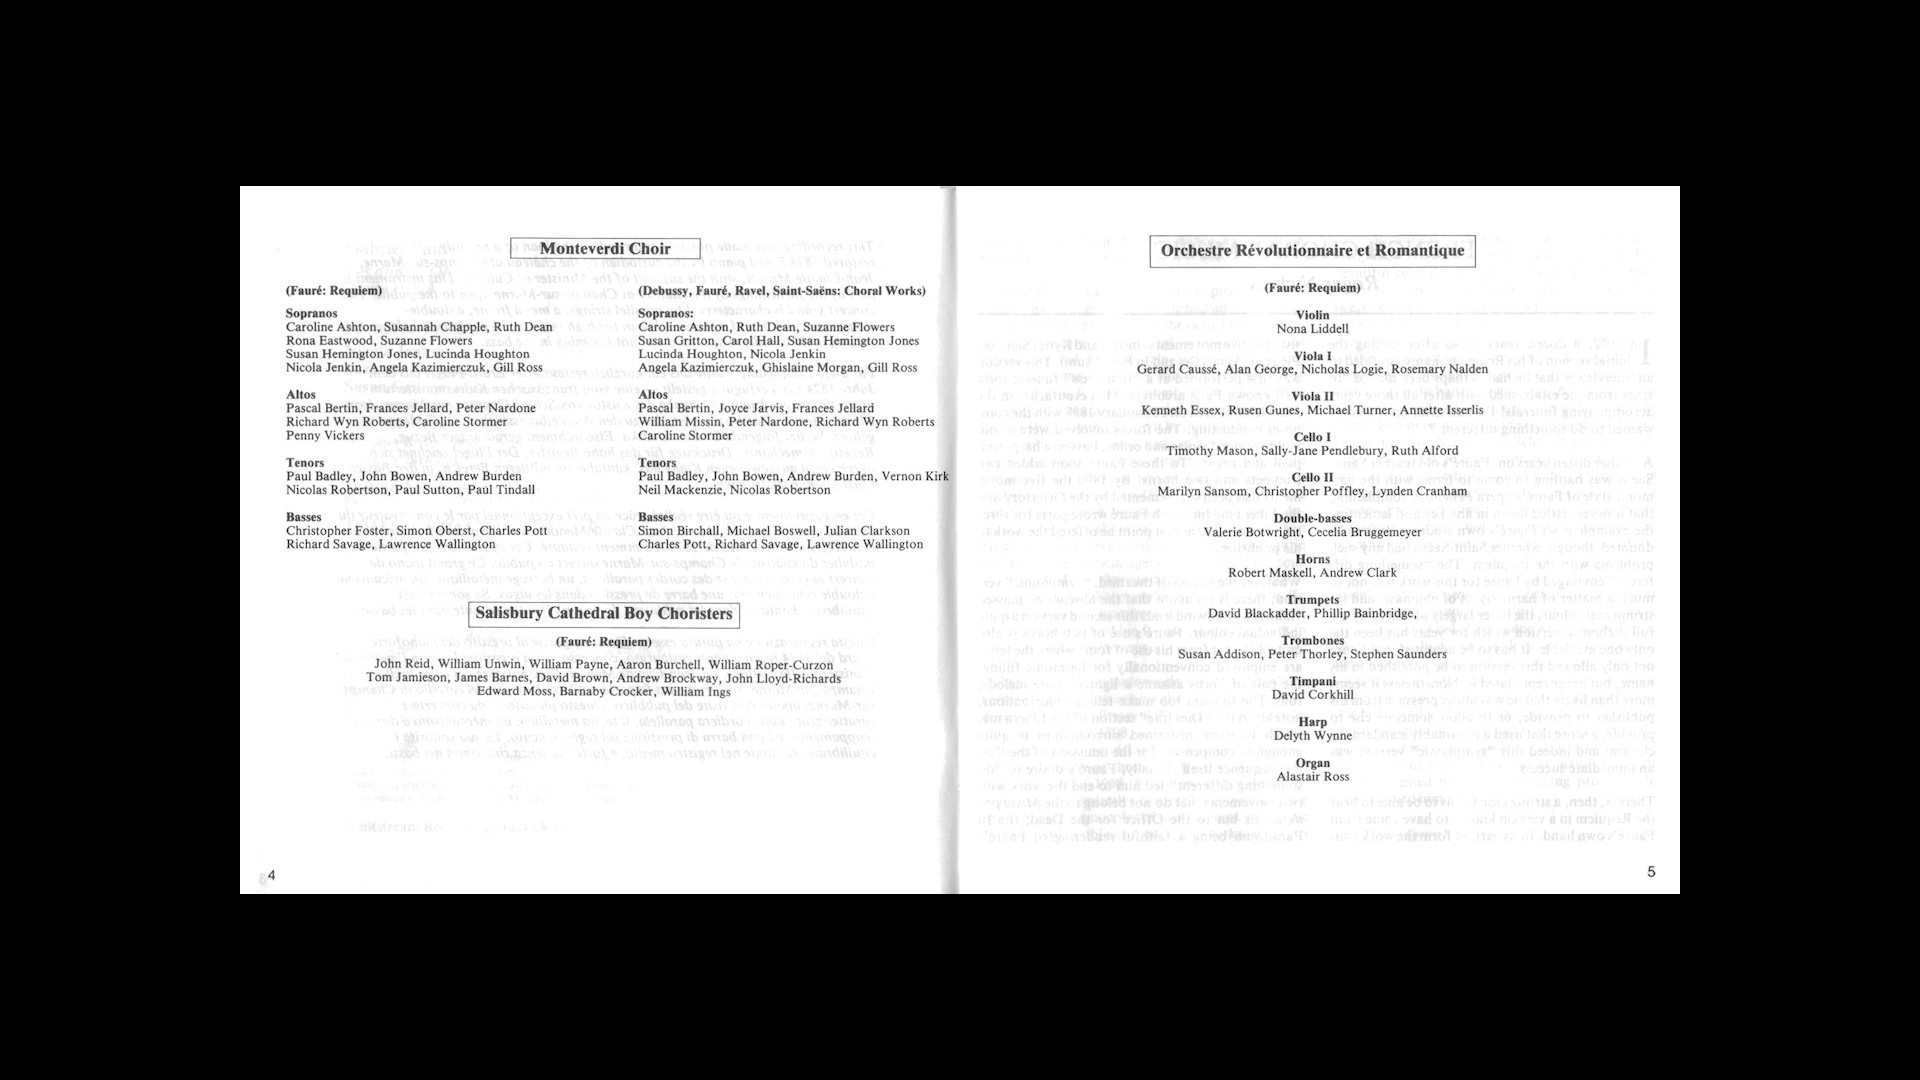 Monteverdi Choir
(Fauré: Requiem)
Sopranos
Caroline Ashton, Susannah Chapple, Ruth Dean
Rona Eastwood, Suzanne Flowers
Susan Hemington Jones, Lucinda Houghton
Nicola Jenkin, Angela Kazimierczuk, Gill Ross
Altos
Pascal Bertin, Frances Jellard, Peter Nardone
Richard Wyn Roberts, Caroline Stormer
Penny Vickers
Tenors
Paul Badley, John Bowen, Andrew Burden
Nicolas Robertson, Paul Sutton, Paul Tindall
Basses
Christopher Foster, Simon Oberst, Charles Pott
Richard Savage, Lawrence Wallington
(Debussy, Fauré, Ravel, Saint-Saëns: Choral Works)
Sopranos:
Caroline Ashton, Ruth Dean, Suzanne Flowers
Susan Gritton, Carol Hall, Susan Hemington Jones
Lucinda Houghton, Nicola Jenkin
Angela Kazimierczuk, Ghislaine Morgan, Gill Ross
Altos
Pascal Bertin, Joyce Jarvis, Frances Jellard
William Missin, Peter Nardone, Richard Wyn Roberts
Caroline Stormer
Tenors
Paul Badley, John Bowen, Andrew Burden, Vernon Kirk
Neil Mackenzie, Nicolas Robertson
Basses
Simon Birchall, Michael Boswell, Julian Clarkson
Charles Pott, Richard Savage, Lawrence Wallington
Salisbury Cathedral Boy Choristers
(Fauré: Requiem)
John Reid, William Unwin, William Payne, Aaron Burchell, William Roper-Curzon
Tom Jamieson, James Barnes, David Brown, Andrew Brockway, John Lloyd-Richards
Edward Moss, Barnaby Crocker, William Ings
4
Orchestre Révolutionnaire et Romantique
(Fauré: Requiem)
Violin
Nona Liddell
Viola I
Gerard Caussé, Alan George, Nicholas Logie, Rosemary Nalden
Viola II
Kenneth Essex, Rusen Gunes, Michael Turner, Annette Isserlis
Cello I
Timothy Mason, Sally-Jane Pendlebury, Ruth Alford
Cello II
Marilyn Sansom, Christopher Poffley, Lynden Cranham
Double-basses
Valerie Botwright, Cecelia Bruggemeyer
Horns
Robert Maskell, Andrew Clark
Trumpets
David Blackadder, Phillip Bainbridge,
Trombones
Susan Addison, Peter Thorley, Stephen Saunders
Timpani
David Corkhill
Harp
Delyth Wynne
Organ
Alastair Ross
5